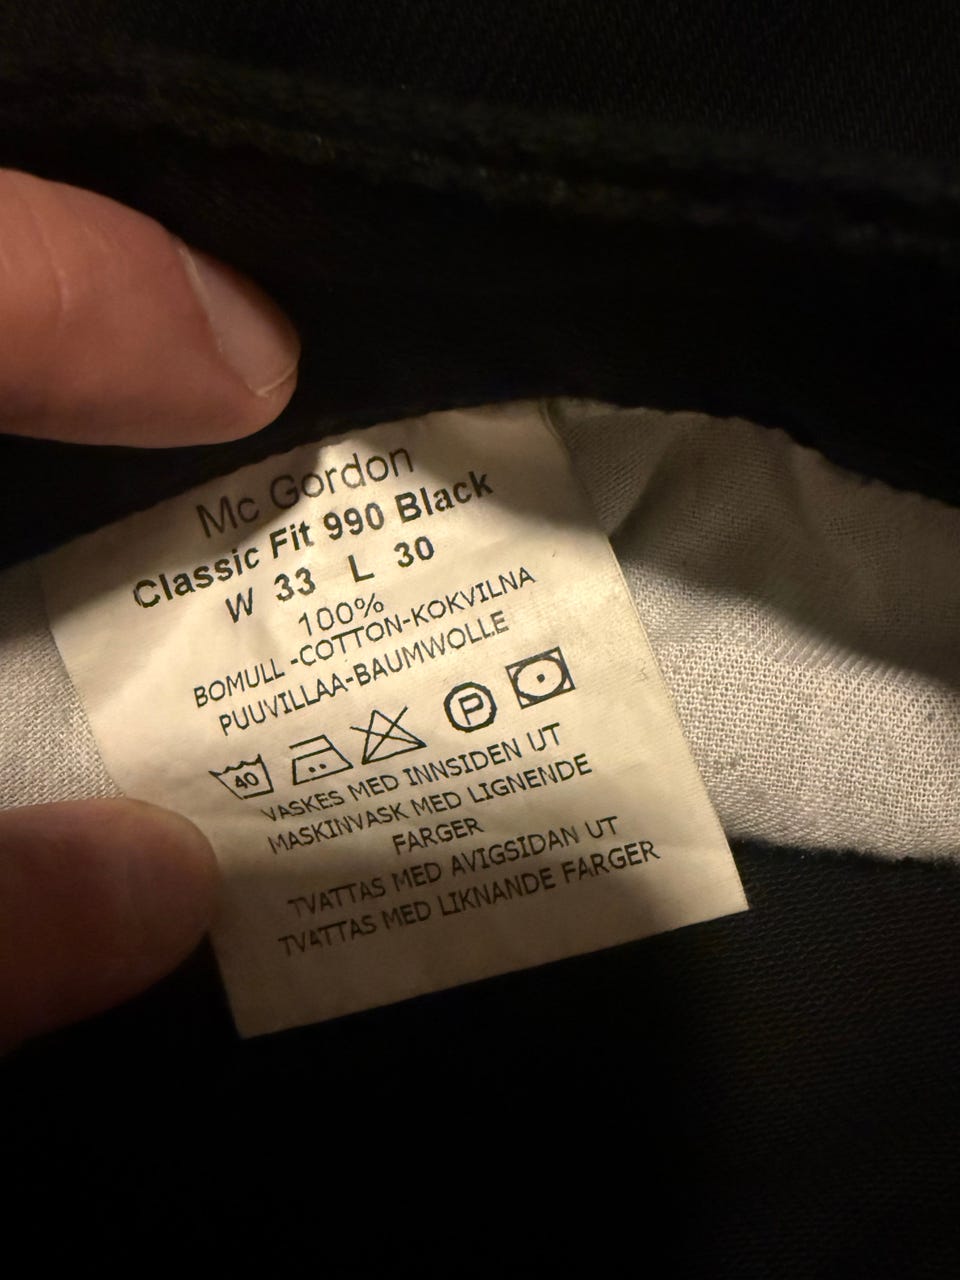 Mc Gordon
Classic Fit 990 Black
W 33 L 30
100%
BOMULL -COTTON-KOKVILNA
PUUVILLAA-BAUMWOLLE
40 P
VASKES MED INNSIDEN UT
MASKINVASK MED LIGNENDE
FARGER
TVATTAS MED AVIGSIDAN UT
TVATTAS MED LIKNANDE FARGER